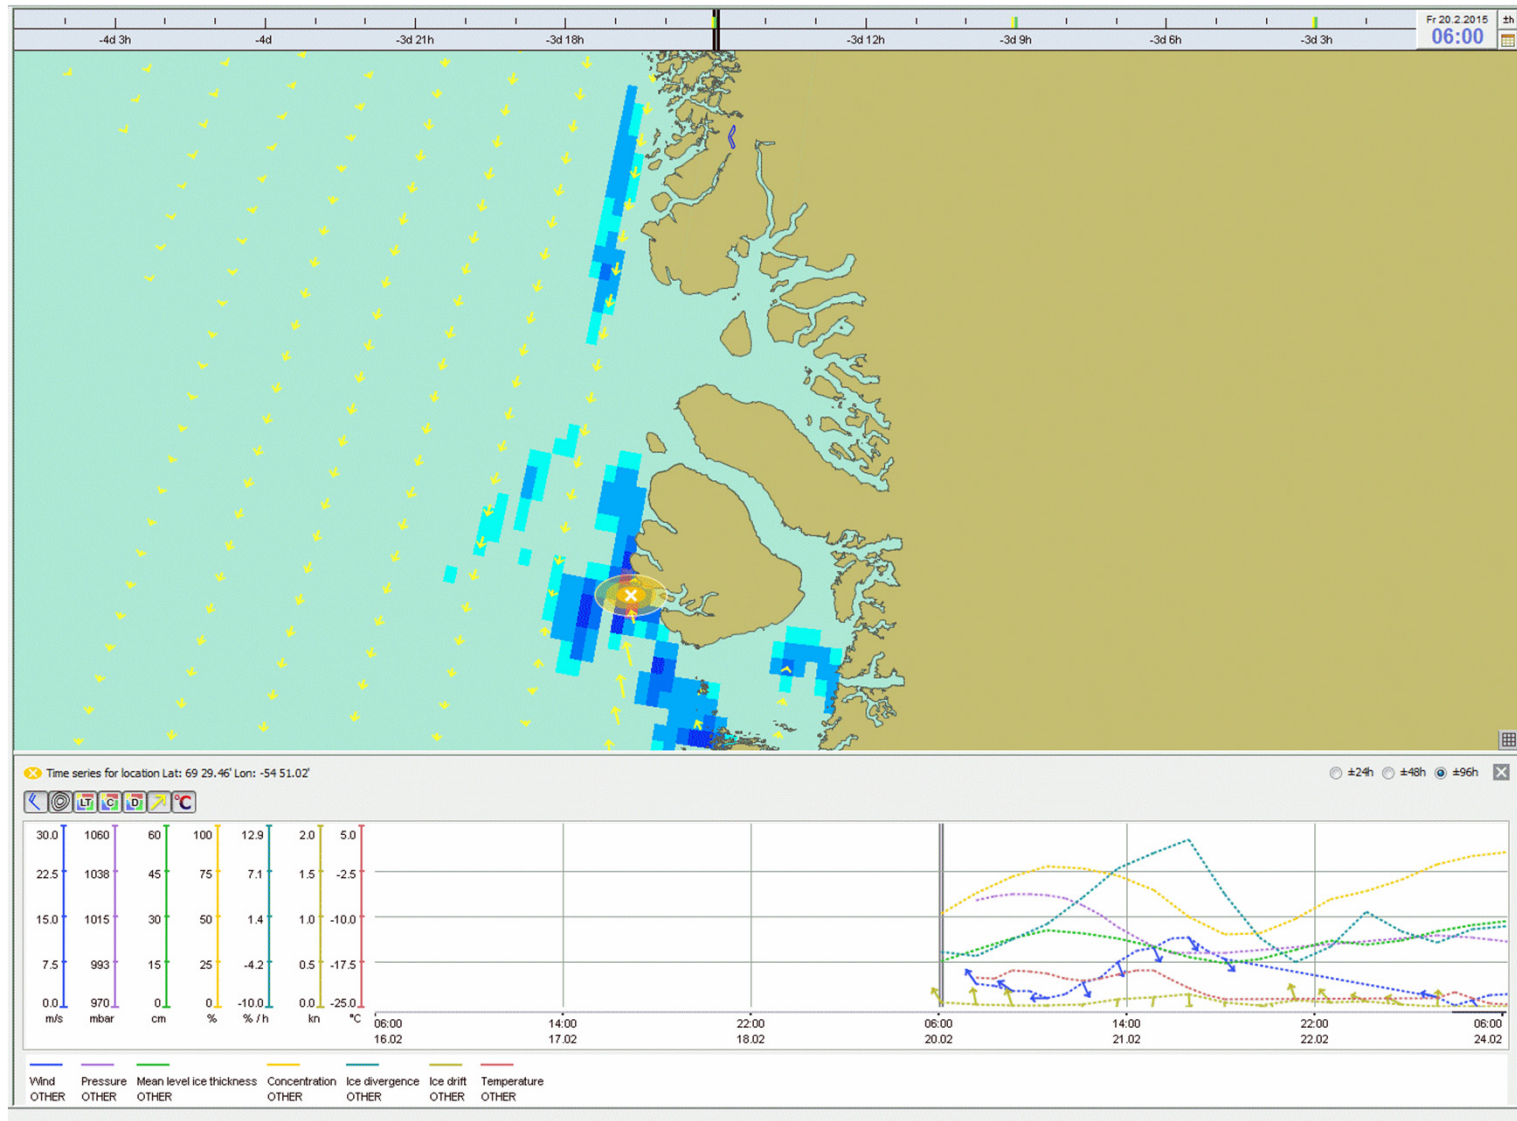 Fr 20.2.2015
±h
06:00
-4d 3h
-4d
-3d 21h
-3d 18h
-3d 12h
-3d 9h
-3d 6h
-3d 3h
Time series for location Lat: 69 29.46' Lon: -54 51.02'
±24h
±48h
±96h
LT
C
D
°C
30.0 1060 60 100 12.9 2.0 5.0
22.5 1038 45 75 7.1 1.5 -2.5
15.0 1015 30 50 1.4 1.0 -10.0
7.5 993 15 25 -4.2 0.5 -17.5
0.0 970 0 0 -10.0 0.0 -25.0
m/s mbar cm % % / h kn °C
06:00 14:00 22:00 06:00 14:00 22:00 06:00
16.02 17.02 18.02 20.02 21.02 22.02 24.02
Wind Pressure Mean level ice thickness Concentration Ice divergence Ice drift Temperature
OTHER OTHER OTHER OTHER OTHER OTHER OTHER